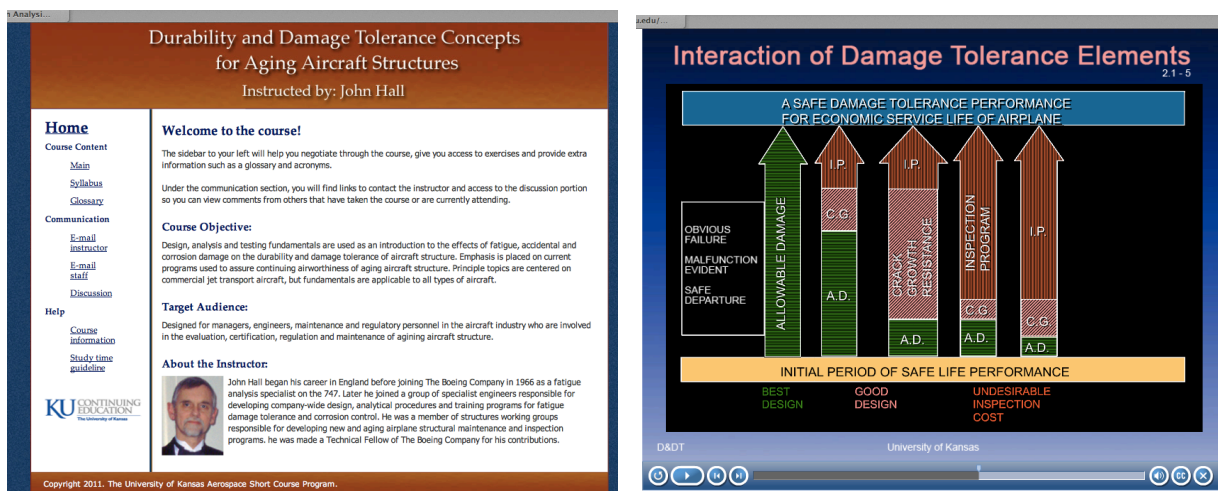 n Analysi...
Durability and Damage Tolerance Concepts
for Aging Aircraft Structures
Instructed by: John Hall
Home
Course Content
Main
Syllabus
Glossary
Communication
E-mail
instructor
E-mail
staff
Discussion
Help
Course
information
Study time
guideline
KU CONTINUING
EDUCATION
The University of Kansas
Welcome to the course!
The sidebar to your left will help you negotiate through the course, give you access to exercises and provide extra
information such as a glossary and acronyms.
Under the communication section, you will find links to contact the instructor and access to the discussion portion
so you can view comments from others that have taken the course or are currently attending.
Course Objective:
Design, analysis and testing fundamentals are used as an introduction to the effects of fatigue, accidental and
corrosion damage on the durability and damage tolerance of aircraft structure. Emphasis is placed on current
programs used to assure continuing airworthiness of aging aircraft structure. Principle topics are centered on
commercial jet transport aircraft, but fundamentals are applicable to all types of aircraft.
Target Audience:
Designed for managers, engineers, maintenance and regulatory personnel in the aircraft industry who are involved
in the evaluation, certification, regulation and maintenance of agining aircraft structure.
About the Instructor:
John Hall began his career in England before joining The Boeing Company in 1966 as a fatigue
analysis specialist on the 747. Later he joined a group of specialist engineers responsible for
developing company-wide design, analytical procedures and training programs for fatigue
damage tolerance and corrosion control. He was a member of structures working groups
responsible for developing new and aging airplane structural maintenance and inspection
programs. he was made a Technical Fellow of The Boeing Company for his contributions.
Copyright 2011. The University of Kansas Aerospace Short Course Program.
u.edu/...
Interaction of Damage Tolerance Elements
2.1 - 5
A SAFE DAMAGE TOLERANCE PERFORMANCE
FOR ECONOMIC SERVICE LIFE OF AIRPLANE
OBVIOUS
FAILURE
MALFUNCTION
EVIDENT
SAFE
DEPARTURE
ALLOWABLE DAMAGE
I.P.
C.G.
A.D.
I.P.
CRACK
GROWTH
RESISTANCE
A.D.
INSPECTION
PROGRAM
C.G
A.D.
I.P.
C.G.
A.D.
INITIAL PERIOD OF SAFE LIFE PERFORMANCE
BEST
DESIGN
GOOD
DESIGN
UNDESIRABLE
INSPECTION
COST
D&DT
University of Kansas
CC